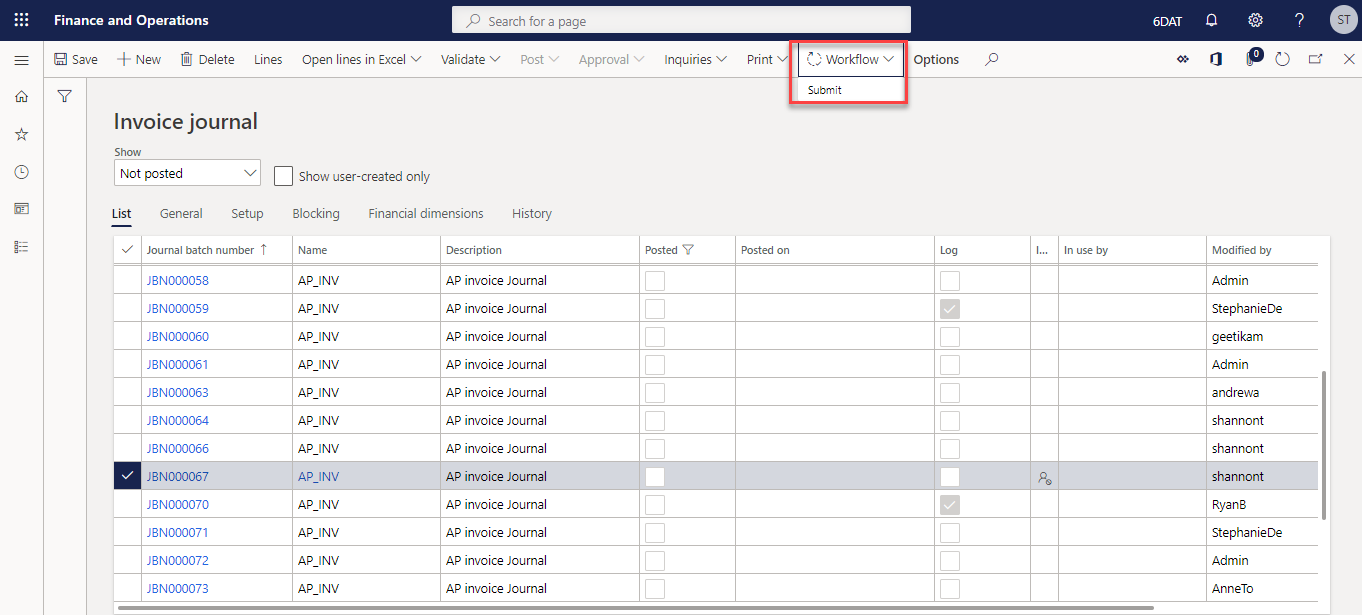 Finance and Operations Search for a page 6DAT ST
Save New Delete Lines Open lines in Excel Validate Post Approval Inquiries Print Workflow Options 0
Submit
Invoice journal
Show
Not posted Show user-created only
List General Setup Blocking Financial dimensions History
Journal batch number Name Description Posted Posted on Log I... In use by Modified by
JBN000058 AP_INV AP invoice Journal Admin
JBN000059 AP_INV AP invoice Journal StephanieDe
JBN000060 AP_INV AP invoice Journal geetikam
JBN000061 AP_INV AP invoice Journal Admin
JBN000063 AP_INV AP invoice Journal andrewa
JBN000064 AP_INV AP invoice Journal shannont
JBN000066 AP_INV AP invoice Journal shannont
JBN000067 AP_INV AP invoice Journal shannont
JBN000070 AP_INV AP invoice Journal RyanB
JBN000071 AP_INV AP invoice Journal StephanieDe
JBN000072 AP_INV AP invoice Journal Admin
JBN000073 AP_INV AP invoice Journal AnneTo